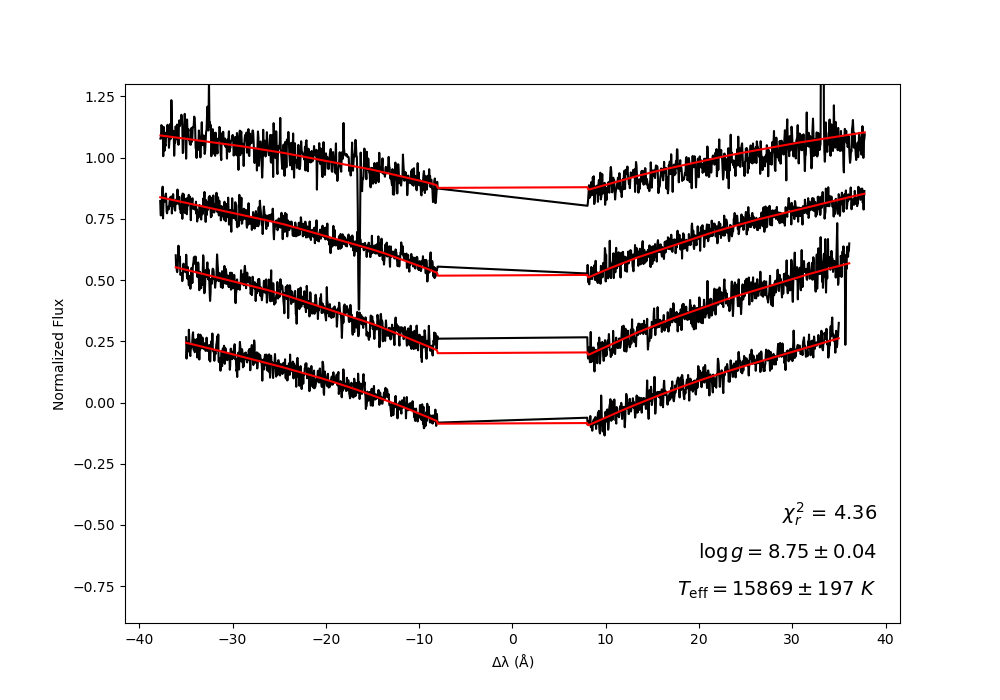 1.25
1.00
0.75
0.50
0.25
0.00
−0.25
−0.50
−0.75
Normalized Flux
χ²ᵣ = 4.36
log g = 8.75 ± 0.04
T_eff = 15869 ± 197 K
−40 −30 −20 −10 0 10 20 30 40
Δλ (Å)